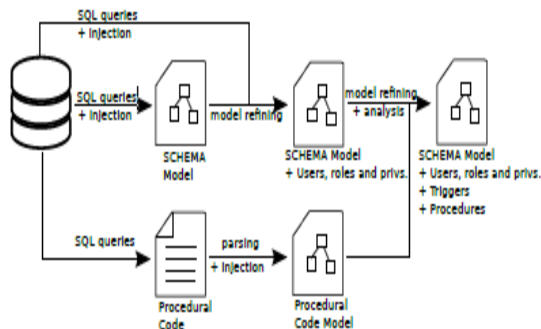 SQL queries
+ Injection
SQL queries
+ Injection
model refining
model refining
+ analysis
SCHEMA
Model
SCHEMA Model
+ Users, roles and privs.
SCHEMA Model
+ Users, roles and privs.
+ Triggers
+ Procedures
SQL queries
parsing
+ Injection
Procedural
Code
Procedural
Code Model